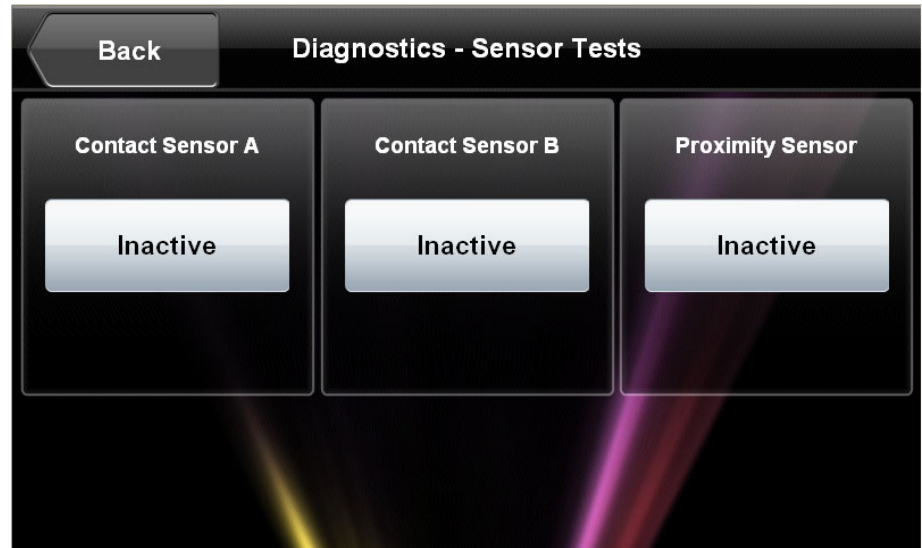 Back
Diagnostics - Sensor Tests
Contact Sensor A
Contact Sensor B
Proximity Sensor
Inactive
Inactive
Inactive